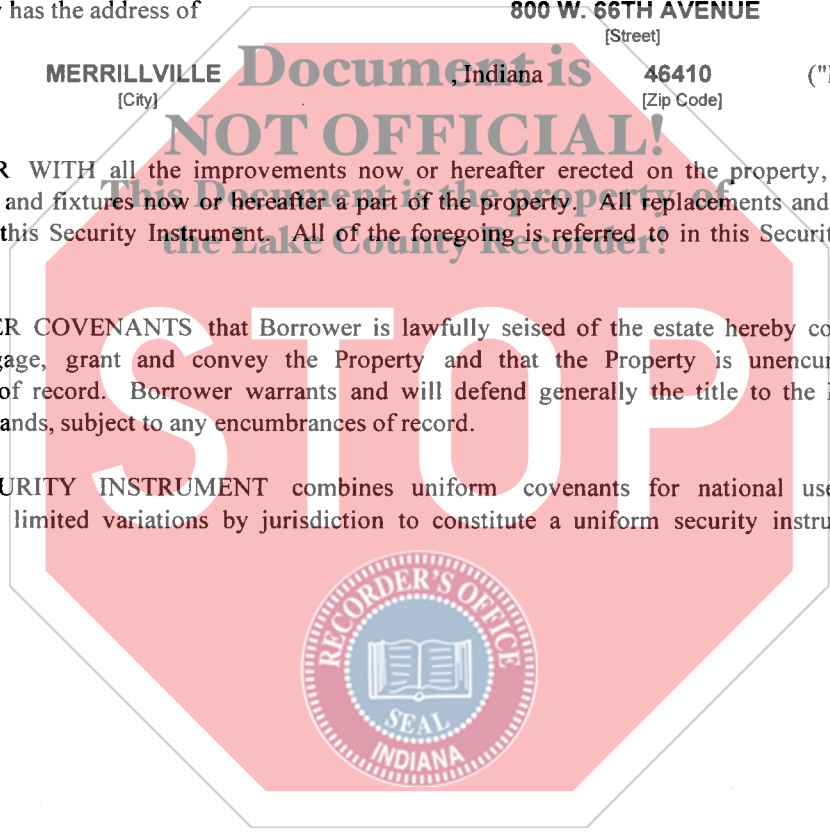 has the address of 800 W. 66TH AVENUE
[Street]
MERRILLVILLE , Indiana 46410 ("
[City] [Zip Code]
Document is
NOT OFFICIAL!
R WITH all the improvements now or hereafter erected on the property,
This Document is the property of
and fixtures now or hereafter a part of the property. All replacements and
the Lake County Recorder!
this Security Instrument. All of the foregoing is referred to in this Securit
ER COVENANTS that Borrower is lawfully seised of the estate hereby co
gage, grant and convey the Property and that the Property is unencu
of record. Borrower warrants and will defend generally the title to the
ands, subject to any encumbrances of record.
STOP
URITY INSTRUMENT combines uniform covenants for national use
limited variations by jurisdiction to constitute a uniform security instru
RECORDER'S OFFICE
SEAL
INDIANA